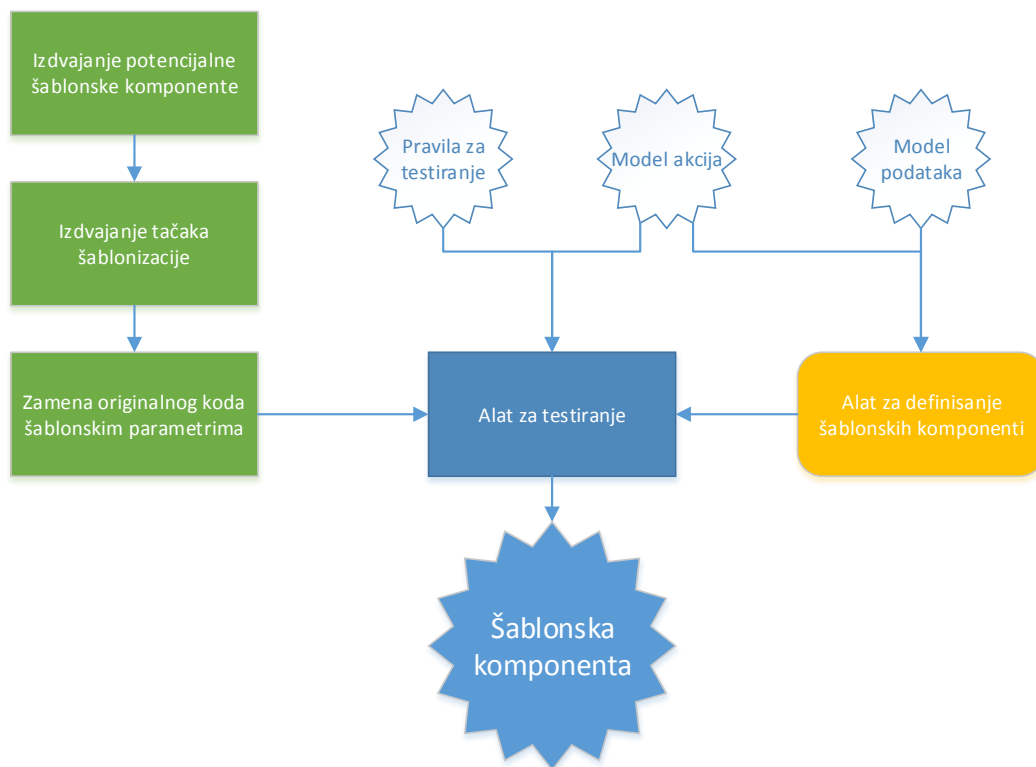 Izdvajanje potencijalne
šablonske komponente
Izdvajanje tačaka
šablonizacije
Zamena originalnog koda
šablonskim parametrima
Pravila za
testiranje
Model akcija
Model
podataka
Alat za testiranje
Alat za definisanje
šablonskih komponenti
Šablonska
komponenta